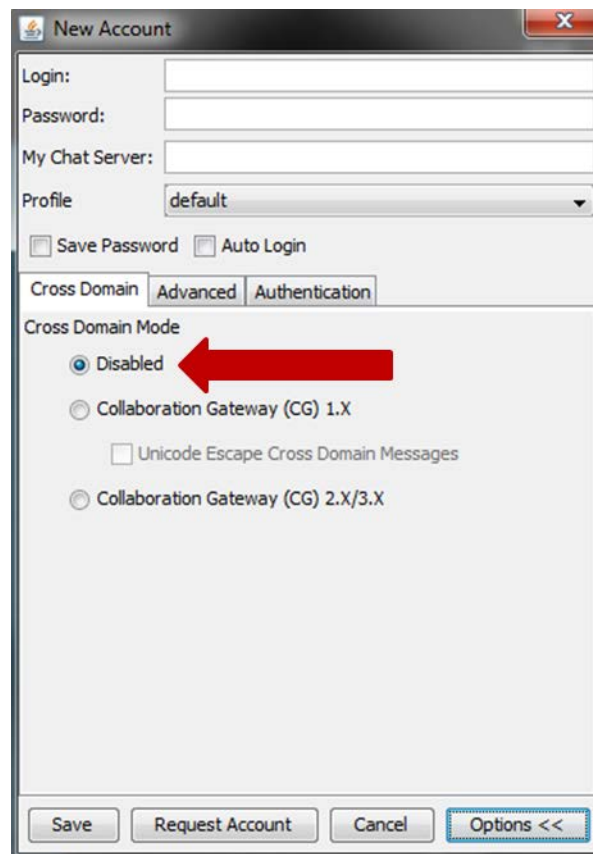 New Account
Login:
Password:
My Chat Server:
Profile default
Save Password Auto Login
Cross Domain Advanced Authentication
Cross Domain Mode
Disabled
Collaboration Gateway (CG) 1.X
Unicode Escape Cross Domain Messages
Collaboration Gateway (CG) 2.X/3.X
Save Request Account Cancel Options <<